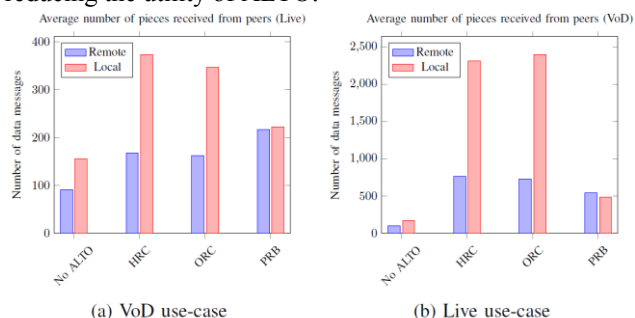 reducing the utility of ALTO.
Average number of pieces received from peers (Live)
Number of data messages
400
300
200
100
0
Remote
Local
No ALTO
HRC
ORC
PRB
(a) VoD use-case
Average number of pieces received from peers (VoD)
Number of data messages
2,500
2,000
1,500
1,000
500
0
Remote
Local
No ALTO
HRC
ORC
PRB
(b) Live use-case